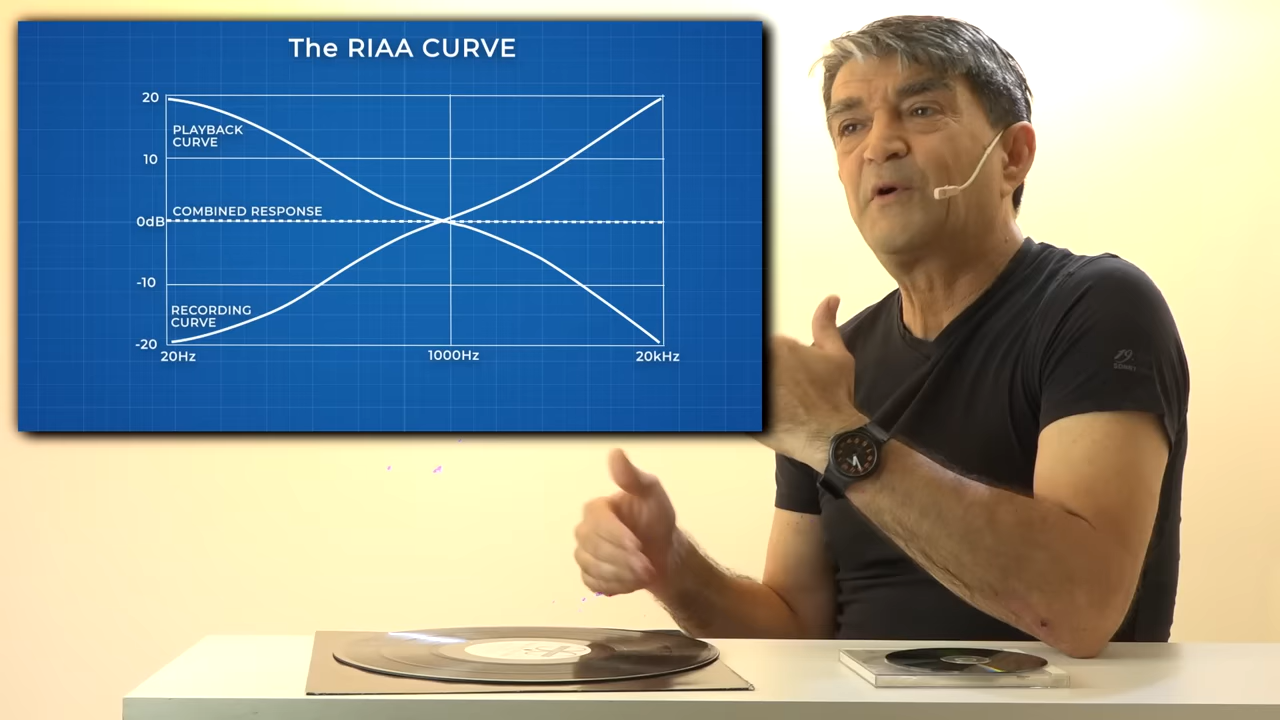 The RIAA CURVE
20
PLAYBACK
CURVE
10
COMBINED RESPONSE
0dB
-10
RECORDING
CURVE
-20
20Hz
1000Hz
20kHz